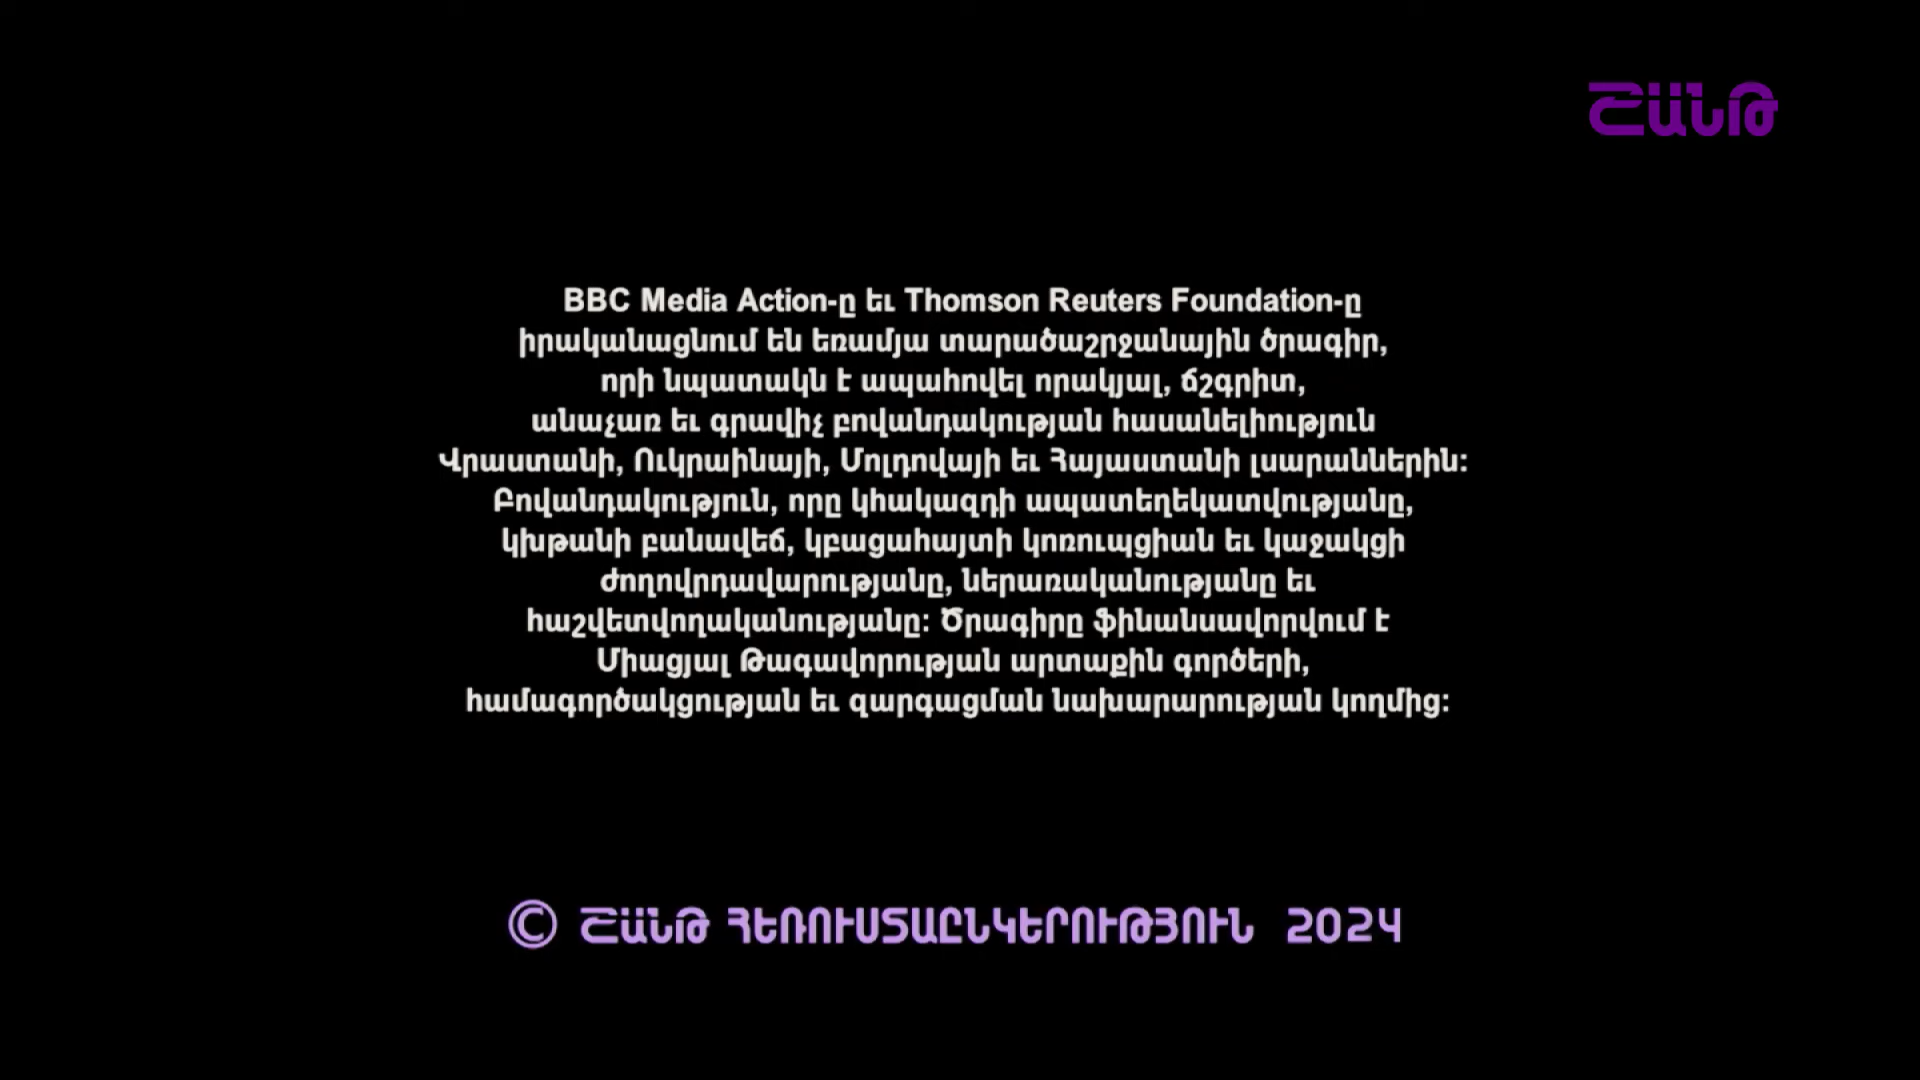 ՇԱՆԹ
BBC Media Action-ը եւ Thomson Reuters Foundation-ը
իրականացնում են եռամյա տարածաշրջանային ծրագիր,
որի նպատակն է ապահովել որակյալ, ճշգրիտ,
անաչառ եւ գրավիչ բովանդակության հասանելիություն
Վրաստանի, Ուկրաինայի, Մոլդովայի եւ Հայաստանի լսարաններին:
Բովանդակություն, որը կհակազդի ապատեղեկատվությանը,
կխթանի բանավեճ, կբացահայտի կոռուպցիան եւ կաջակցի
ժողովրդավարությանը, ներառականությանը եւ
հաշվետվողականությանը: Ծրագիրը ֆինանսավորվում է
Միացյալ Թագավորության արտաքին գործերի,
համագործակցության եւ զարգացման նախարարության կողմից:
© ՇԱՆԹ ՀԵՌՈՒՍՏԱԸՆԿԵՐՈՒԹՅՈՒՆ 2024